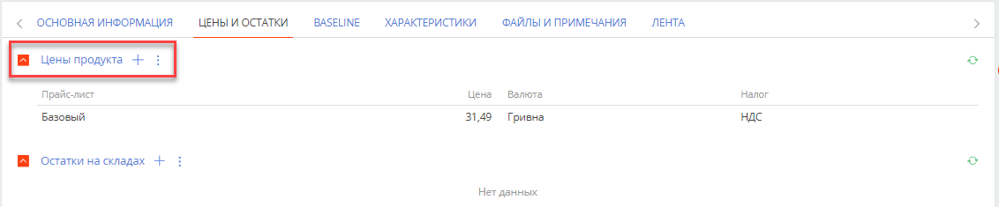 ОСНОВНАЯ ИНФОРМАЦИЯ ЦЕНЫ И ОСТАТКИ BASELINE ХАРАКТЕРИСТИКИ ФАЙЛЫ И ПРИМЕЧАНИЯ ЛЕНТА
Цены продукта
Прайс-лист Цена Валюта Налог
Базовый 31,49 Гривна НДС
Остатки на складах
Нет данных